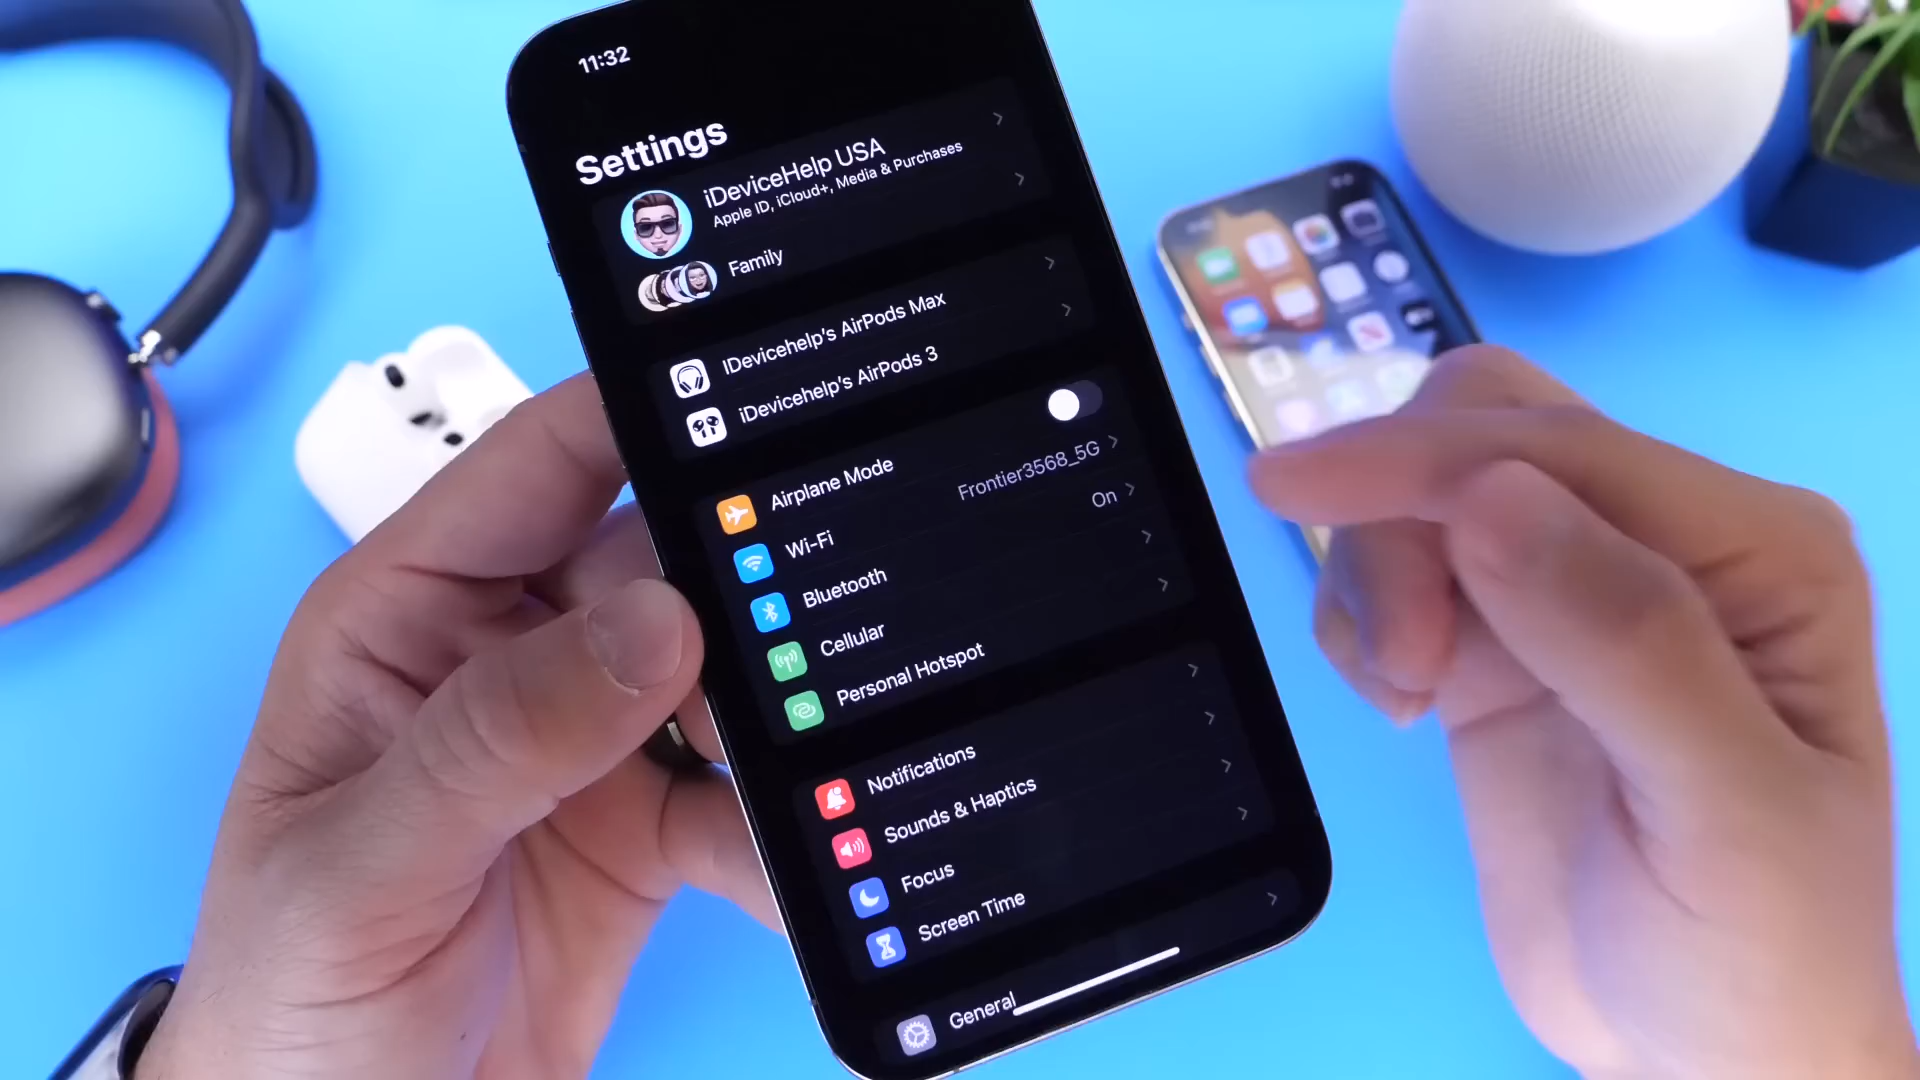 11:32
Settings
iDeviceHelp USA
Apple ID, iCloud+, Media & Purchases
Family
IDevicehelp's AirPods Max
iDevicehelp's AirPods 3
Airplane Mode
Wi-Fi Frontier3568_5G
Bluetooth On
Cellular
Personal Hotspot
Notifications
Sounds & Haptics
Focus
Screen Time
General